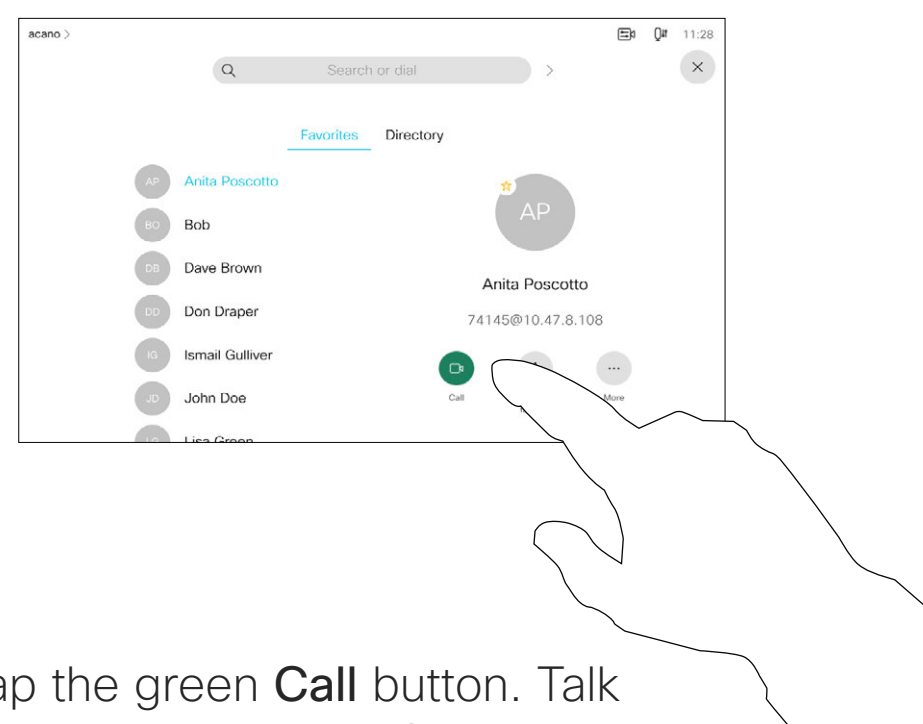 acano >
11:28
Search or dial
Favorites Directory
AP Anita Poscotto
AP
BO Bob
DB Dave Brown
Anita Poscotto
DD Don Draper
74145@10.47.8.108
IG Ismail Gulliver
JD John Doe
Call
More
Lisa Green
the green Call button. Talk